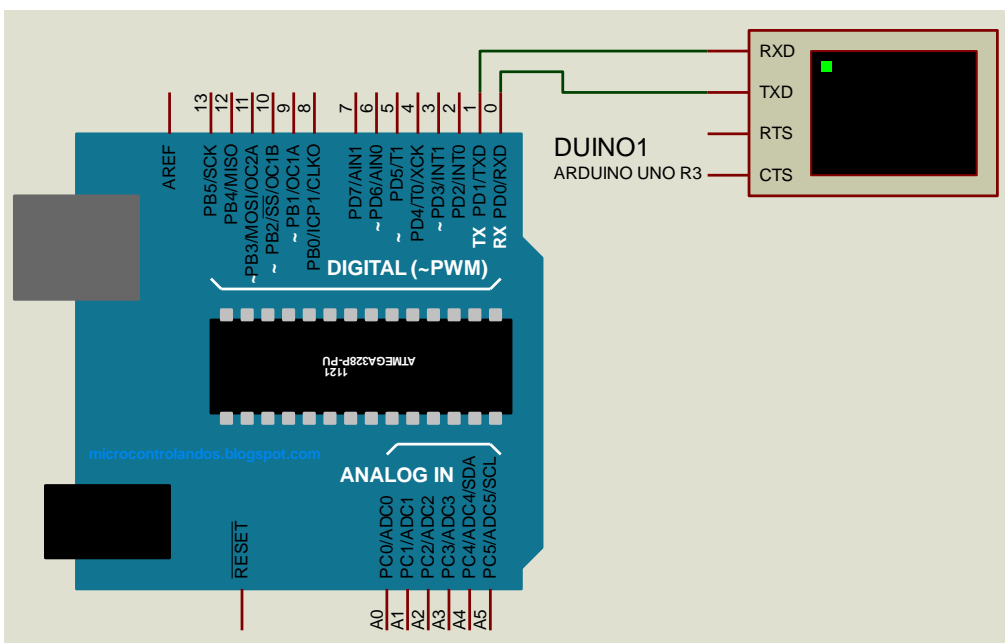 RXD
TXD
RTS
CTS
DUINO1
ARDUINO UNO R3
13
12
11
10
9
8
7
6
5
4
3
2
1
0
AREF
PB5/SCK
PB4/MISO
~PB3/MOSI/OC2A
~ PB2/SS/OC1B
~ PB1/OC1A
PB0/ICP1/CLKO
PD7/AIN1
~ PD6/AIN0
~ PD5/T1
PD4/T0/XCK
~ PD3/INT1
PD2/INT0
TX PD1/TXD
RX PD0/RXD
DIGITAL (~PWM)
ATMEGA328P-PU
1121
microcontrolandos.blogspot.com
ANALOG IN
RESET
PC0/ADC0
PC1/ADC1
PC2/ADC2
PC3/ADC3
PC4/ADC4/SDA
PC5/ADC5/SCL
A0
A1
A2
A3
A4
A5